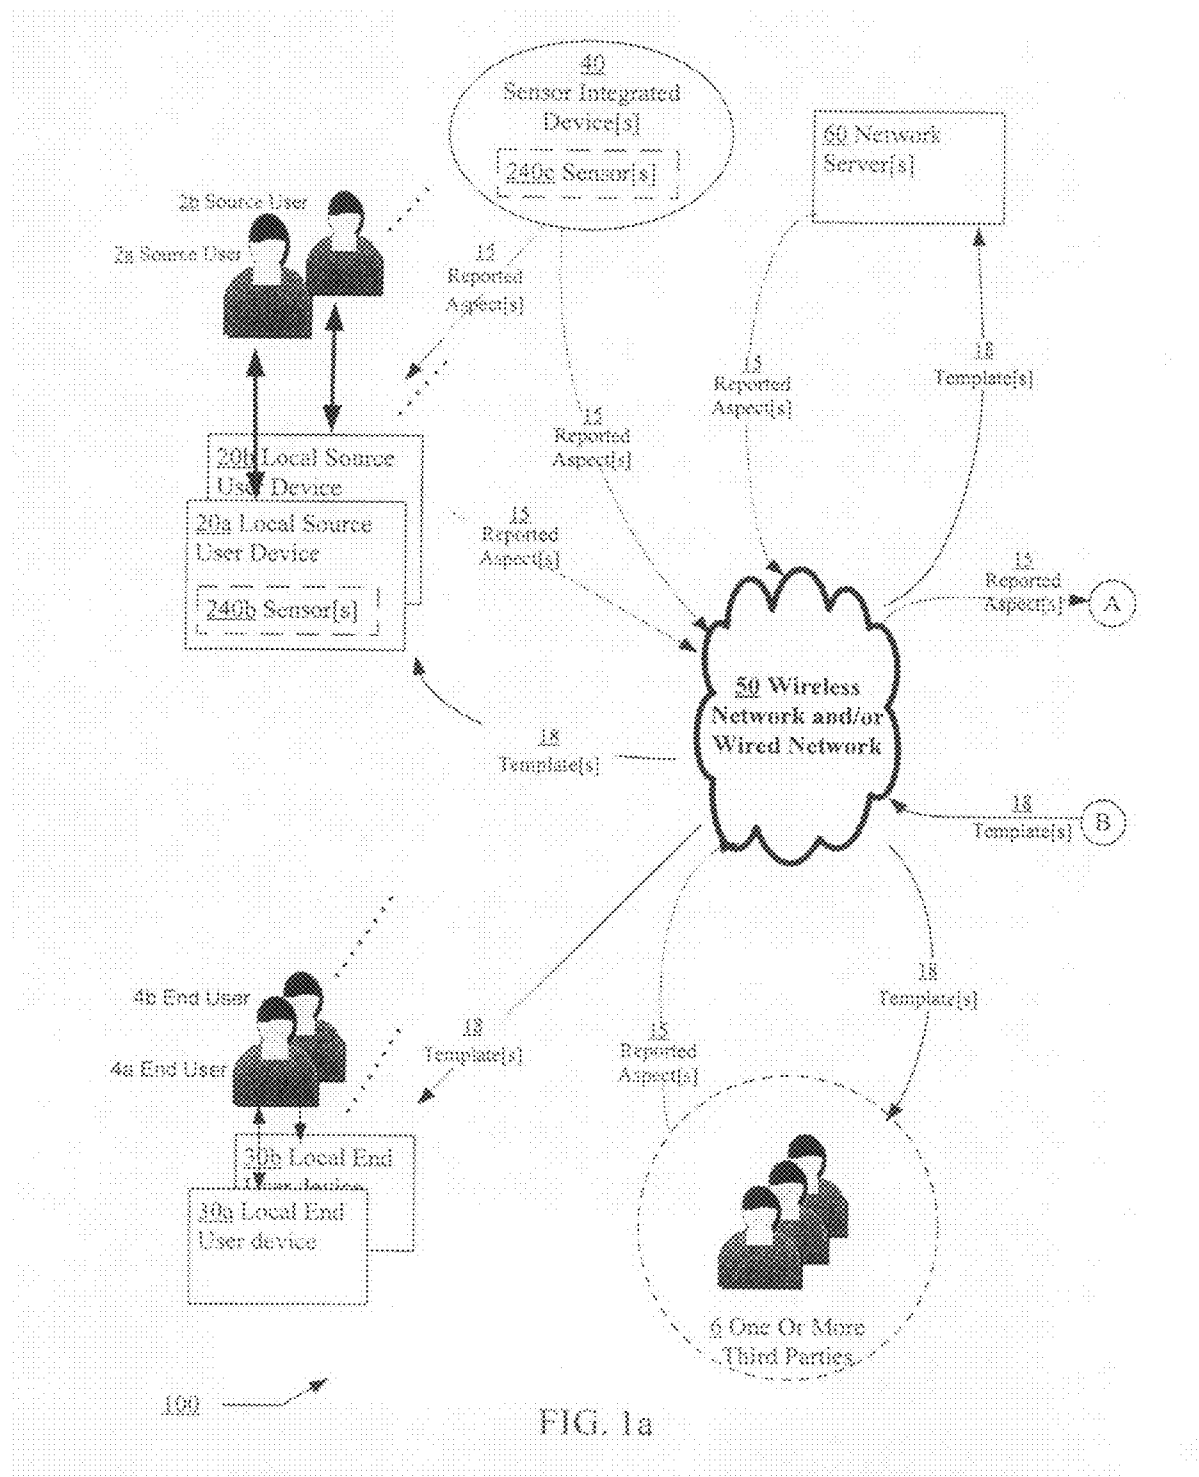 40
Sensor Integrated
Device[s]
240c Sensor[s]
60 Network
Server[s]
2b Source User
2a Source User
15
Reported
Aspect[s]
15
Reported
Aspect[s]
18
Template[s]
15
Reported
Aspect[s]
20b Local Source
User Device
20a Local Source
User Device
240b Sensor[s]
15
Reported
Aspect[s]
15
Reported
Aspect[s]
A
50 Wireless
Network and/or
Wired Network
18
Template[s]
18
Template[s]
B
4b End User
4a End User
18
Template[s]
18
Template[s]
15
Reported
Aspect[s]
30b Local End
User device
30a Local End
User device
6 One Or More
Third Parties
100
FIG. 1a